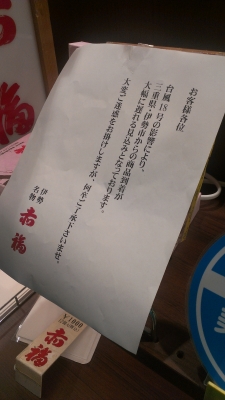 お客様各位
台風18号の影響により、
三重県・伊勢市からの商品到着が
大幅に遅れる見込みとなっております。
大変ご迷惑をお掛けしますが、何卒ご了承下さいませ。
伊勢
名物
赤福
赤福